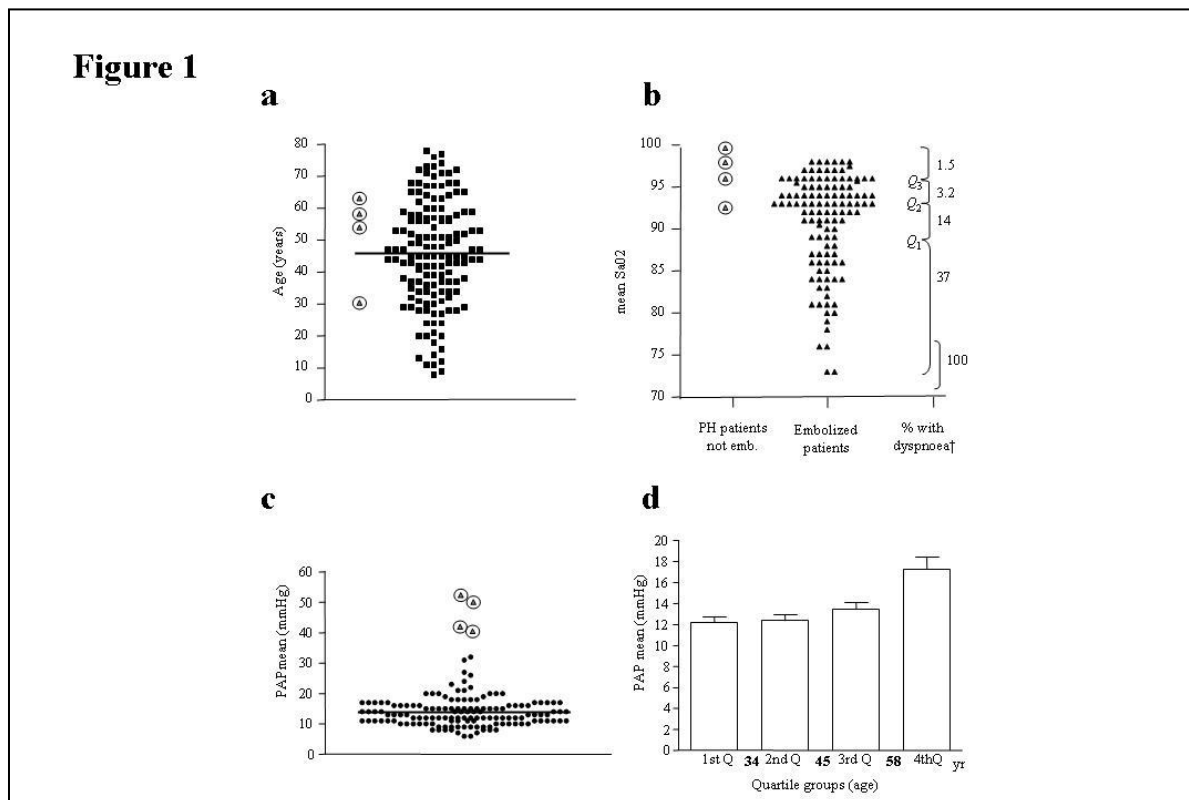 Figure 1
a
80
70
60
50
40
30
20
10
0
Age (years)
b
100
95
90
85
80
75
70
mean Sa02
Q3
Q2
Q1
1.5
3.2
14
37
100
PH patients
not emb.
Embolized
patients
% with
dyspnoea†
c
60
50
40
30
20
10
0
PAPmean (mmHg)
d
20
18
16
14
12
10
8
6
4
2
0
PAP mean (mmHg)
1st Q 34 2nd Q 45 3rd Q 58 4thQ yr
Quartile groups (age)